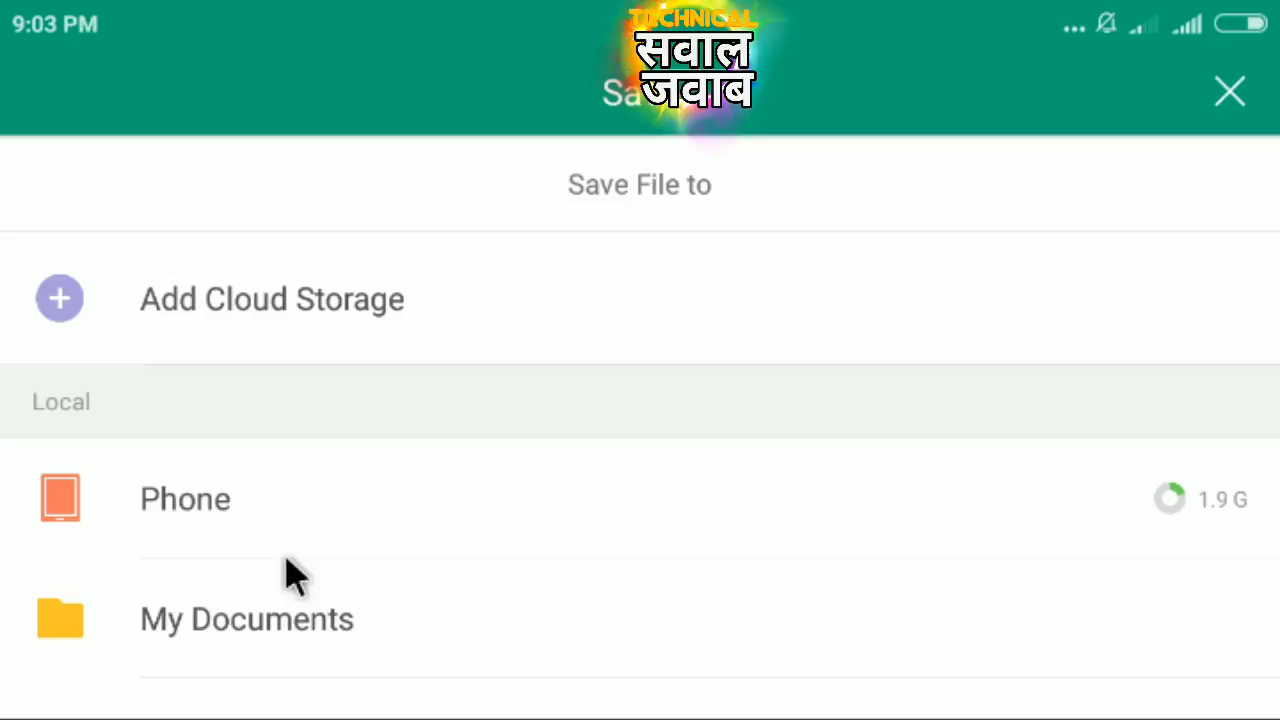 9:03 PM
TECHNICAL
सवाल
जवाब
Save File to
Add Cloud Storage
Local
Phone
1.9 G
My Documents